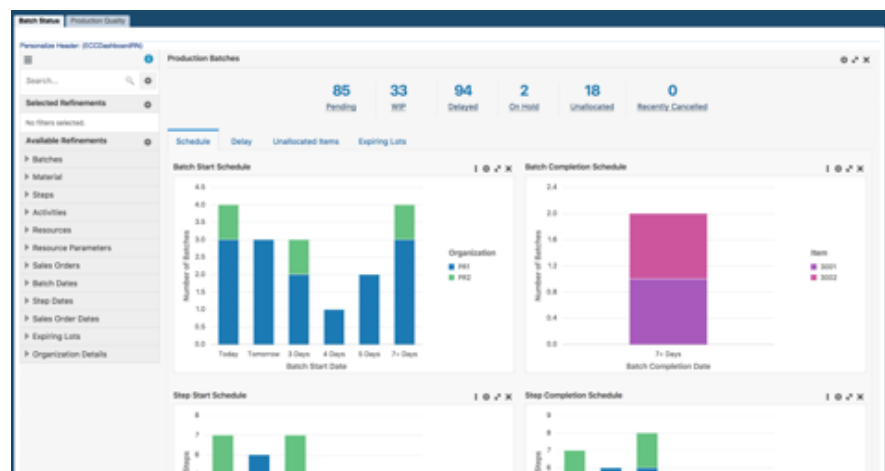 Batch Status Production Quality
Personalize Header: (ECCDashboardRN)
Production Batches
Search...
Selected Refinements
No filters selected.
Available Refinements
Batches
Material
Steps
Activities
Resources
Resource Parameters
Sales Orders
Batch Dates
Step Dates
Sales Order Dates
Expiring Lots
Organization Details
85 33 94 2 18 0
Pending WIP Delayed On Hold Unallocated Recently Cancelled
Schedule Delay Unallocated Items Expiring Lots
Batch Start Schedule
4.5
4.0
3.5
3.0
2.5
2.0
1.5
1.0
0.5
0.0
Number of Batches
Today Tomorrow 3 Days 4 Days 5 Days 7+ Days
Batch Start Date
Organization
PR1
PR2
Batch Completion Schedule
2.4
2.0
1.6
1.2
0.8
0.4
0.0
Number of Batches
7+ Days
Batch Completion Date
Item
3001
3002
Step Start Schedule
8
7
6
Steps
Step Completion Schedule
9
8
7
6
Steps